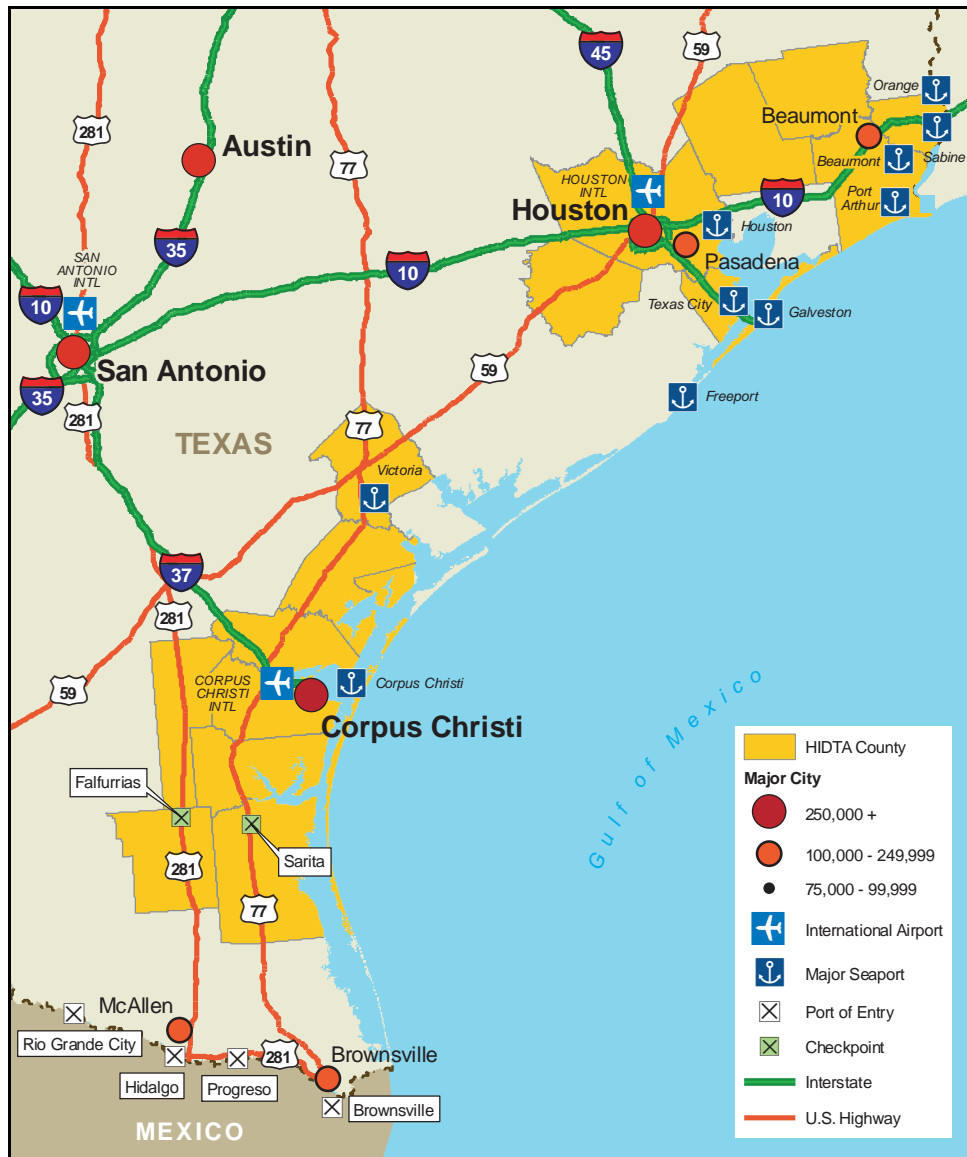 45
59
Orange
281
Beaumont
Austin
77
Beaumont
Sabine
HOUSTON
INTL
Port
Arthur
10
Houston
Houston
35
SAN
ANTONIO
INTL
Pasadena
10
10
Texas City
Galveston
San Antonio
59
35
Freeport
281
77
TEXAS
Victoria
37
281
59
CORPUS
CHRISTI
INTL
Corpus Christi
Corpus Christi
Gulf of Mexico
Falfurrias
Sarita
281
77
McAllen
Rio Grande City
281
Brownsville
Hidalgo
Progreso
Brownsville
MEXICO
HIDTA County
Major City
250,000 +
100,000 - 249,999
75,000 - 99,999
International Airport
Major Seaport
Port of Entry
Checkpoint
Interstate
U.S. Highway